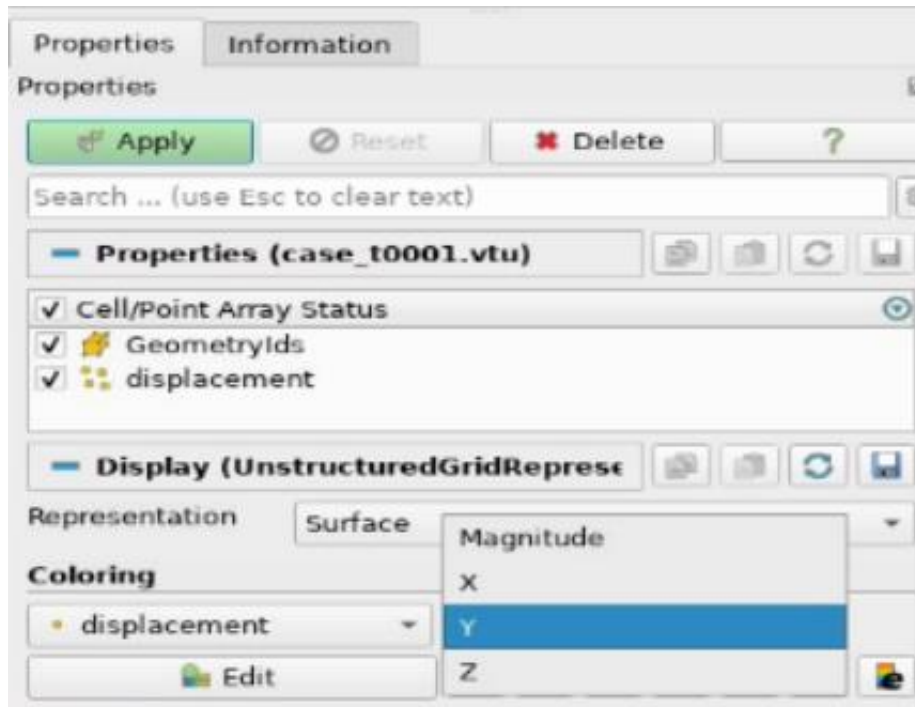 Properties Information
Properties
Apply Reset Delete ?
Search ... (use Esc to clear text)
Properties (case_t0001.vtu)
Cell/Point Array Status
GeometryIds
displacement
Display (UnstructuredGridReprese
Representation Surface
Magnitude
Coloring
X
displacement
Y
Edit
Z
e